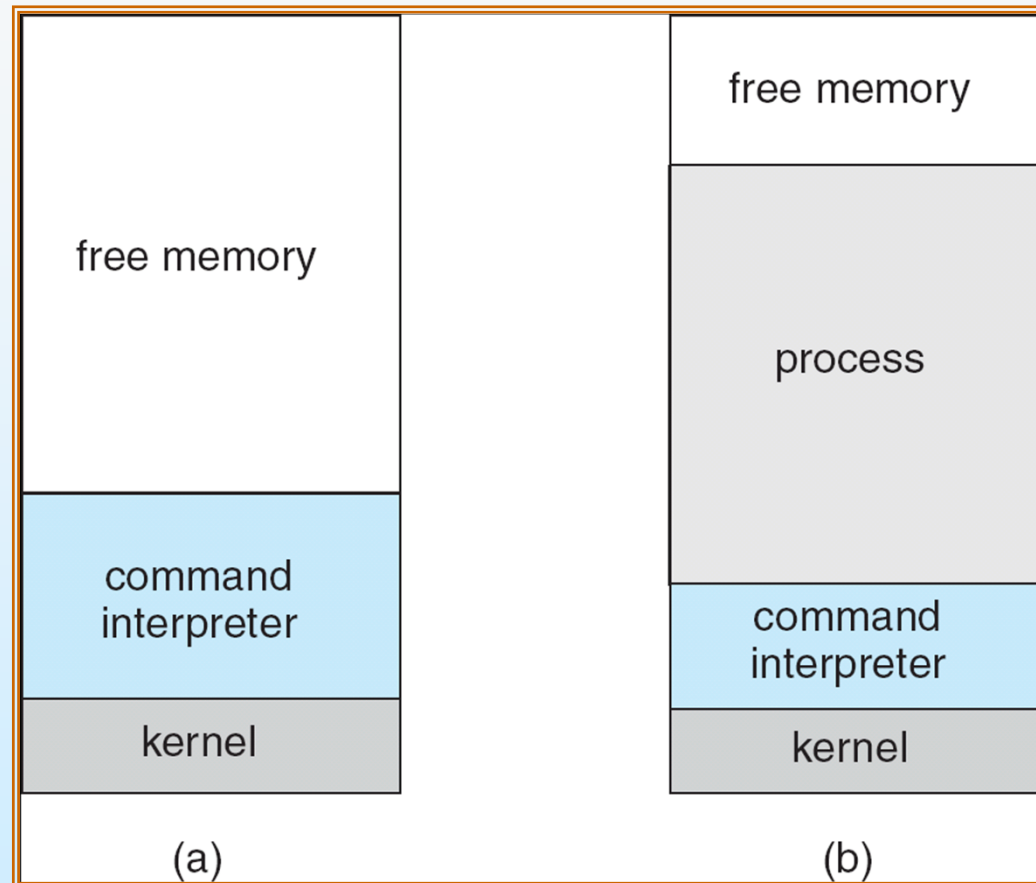 free memory
command
interpreter
kernel
(a)
free memory
process
command
interpreter
kernel
(b)